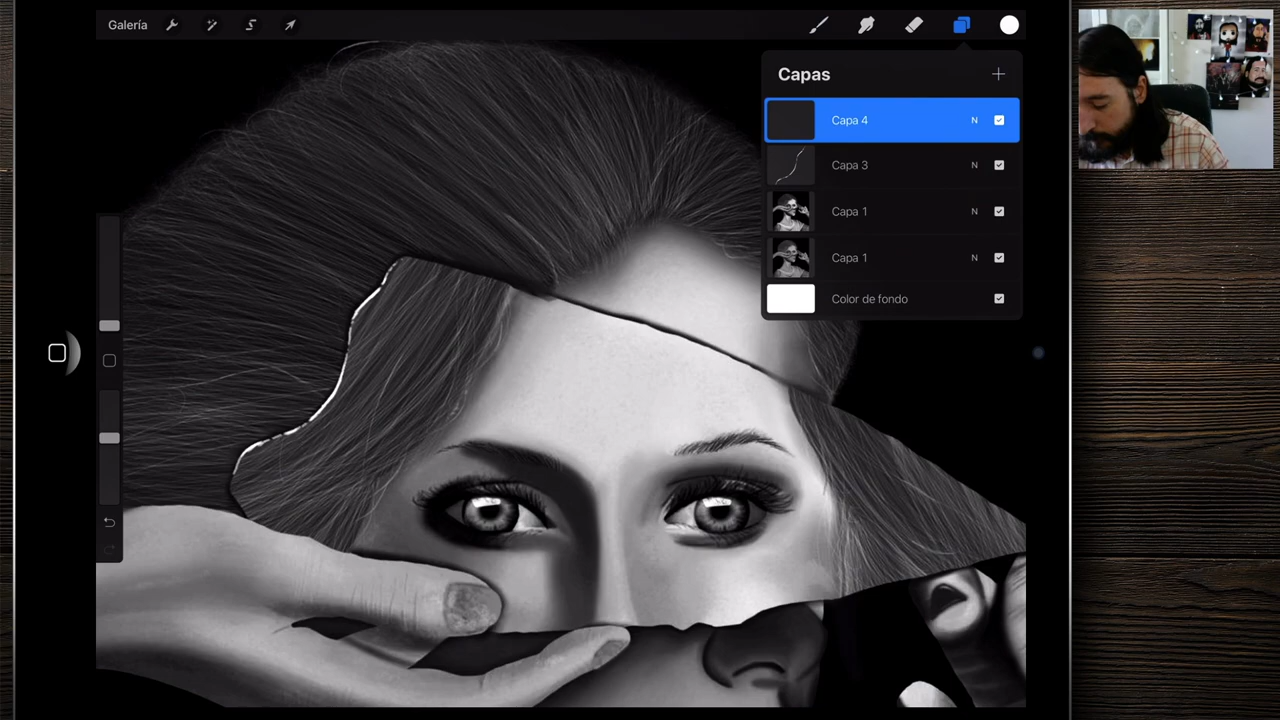 Galería
Capas
Capa 4 N
Capa 3 N
Capa 1 N
Capa 1 N
Color de fondo